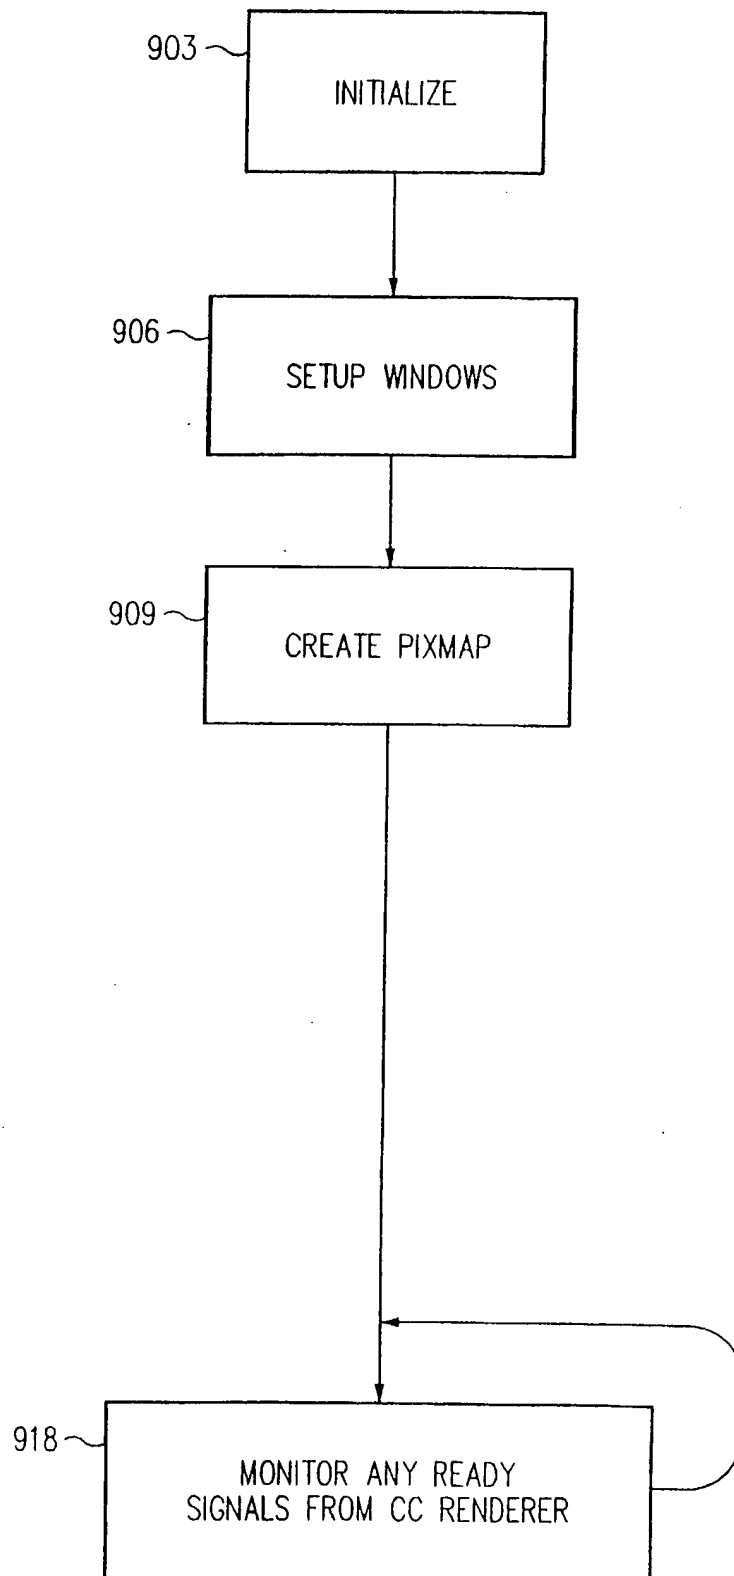 903
INITIALIZE
906
SETUP WINDOWS
909
CREATE PIXMAP
918
MONITOR ANY READY
SIGNALS FROM CC RENDERER